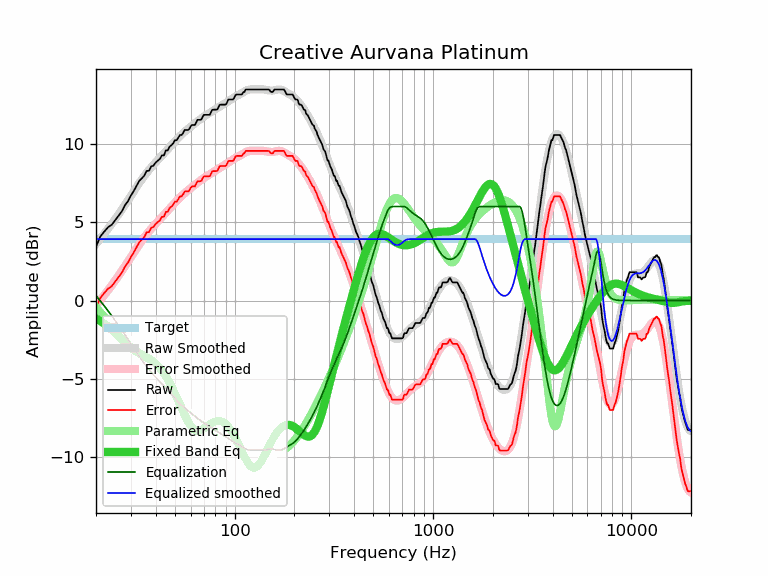 Creative Aurvana Platinum
Amplitude (dBr)
10
5
0
−5
−10
Target
Raw Smoothed
Error Smoothed
Raw
Error
Parametric Eq
Fixed Band Eq
Equalization
Equalized smoothed
100 1000 10000
Frequency (Hz)